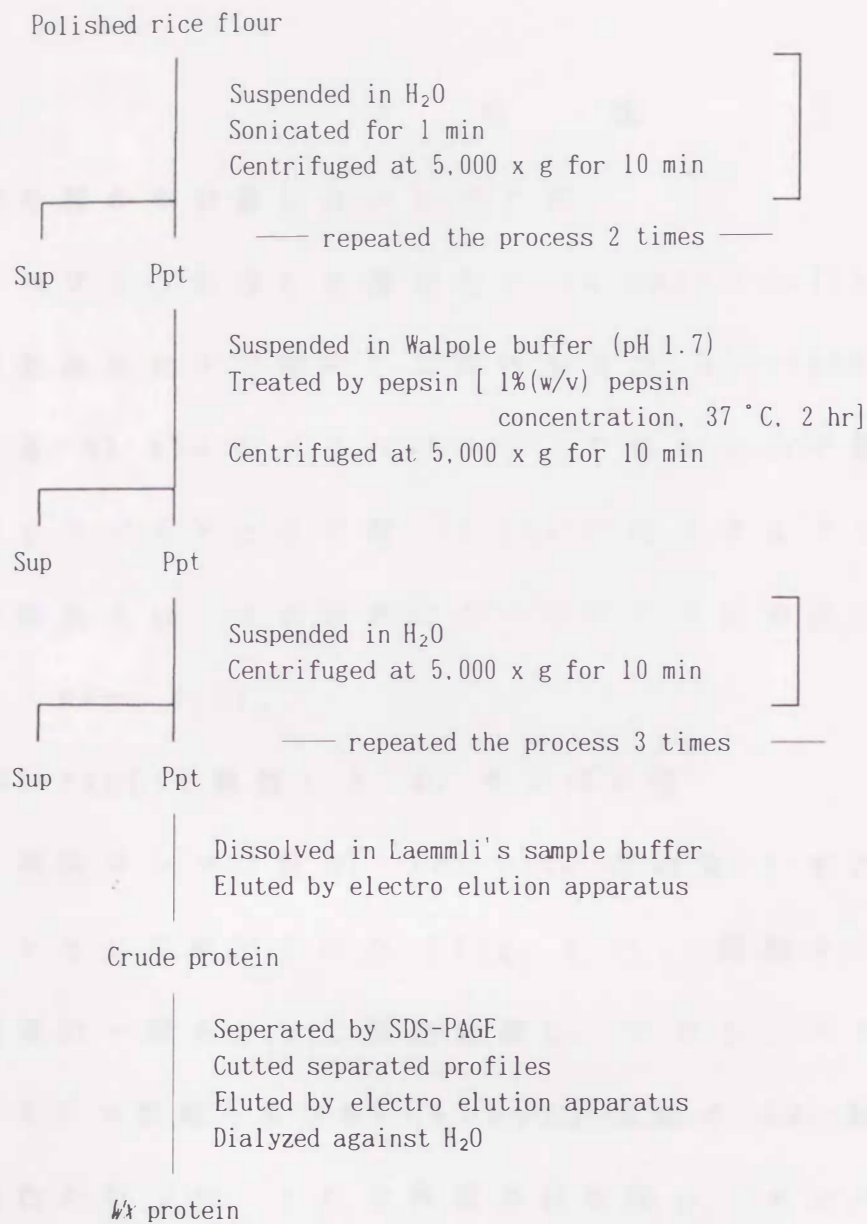 Polished rice flour
Suspended in H₂O
Sonicated for 1 min
Centrifuged at 5,000 x g for 10 min
repeated the process 2 times
Sup Ppt
Suspended in Walpole buffer (pH 1.7)
Treated by pepsin [ 1%(w/v) pepsin
concentration, 37 °C, 2 hr]
Centrifuged at 5,000 x g for 10 min
Sup Ppt
Suspended in H₂O
Centrifuged at 5,000 x g for 10 min
repeated the process 3 times
Sup Ppt
Dissolved in Laemmli's sample buffer
Eluted by electro elution apparatus
Crude protein
Seperated by SDS-PAGE
Cutted separated profiles
Eluted by electro elution apparatus
Dialyzed against H₂O
Wx protein